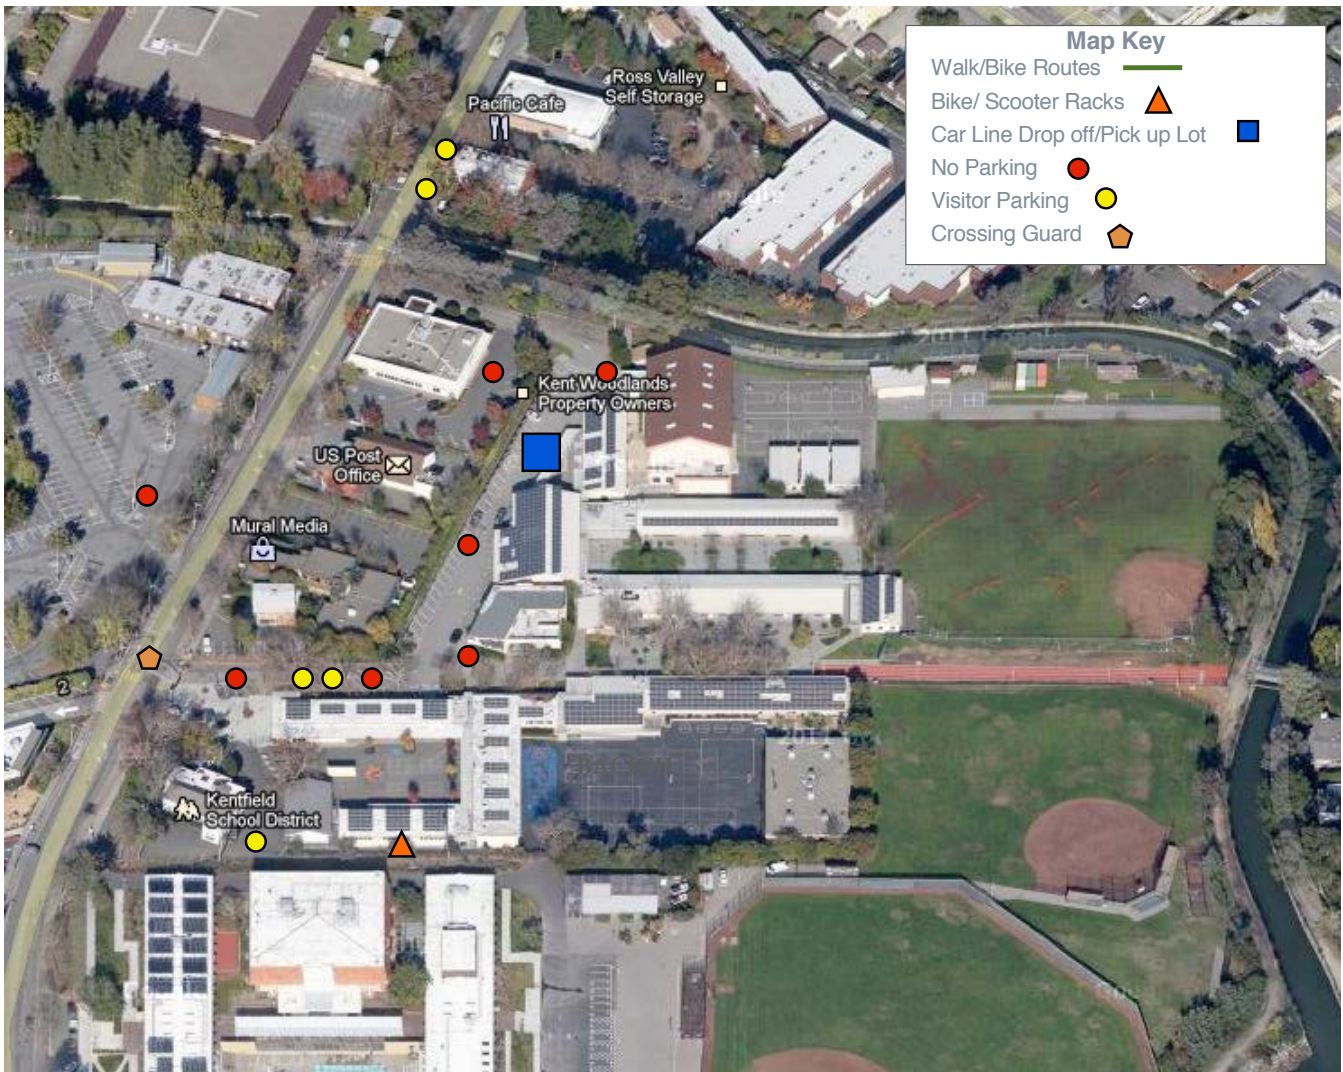 Map Key
Walk/Bike Routes
Bike/ Scooter Racks
Car Line Drop off/Pick up Lot
No Parking
Visitor Parking
Crossing Guard
Ross Valley
Self Storage
Pacific Cafe
Kent Woodlands
Property Owners
US Post
Office
Mural Media
2
Kentfield
School District